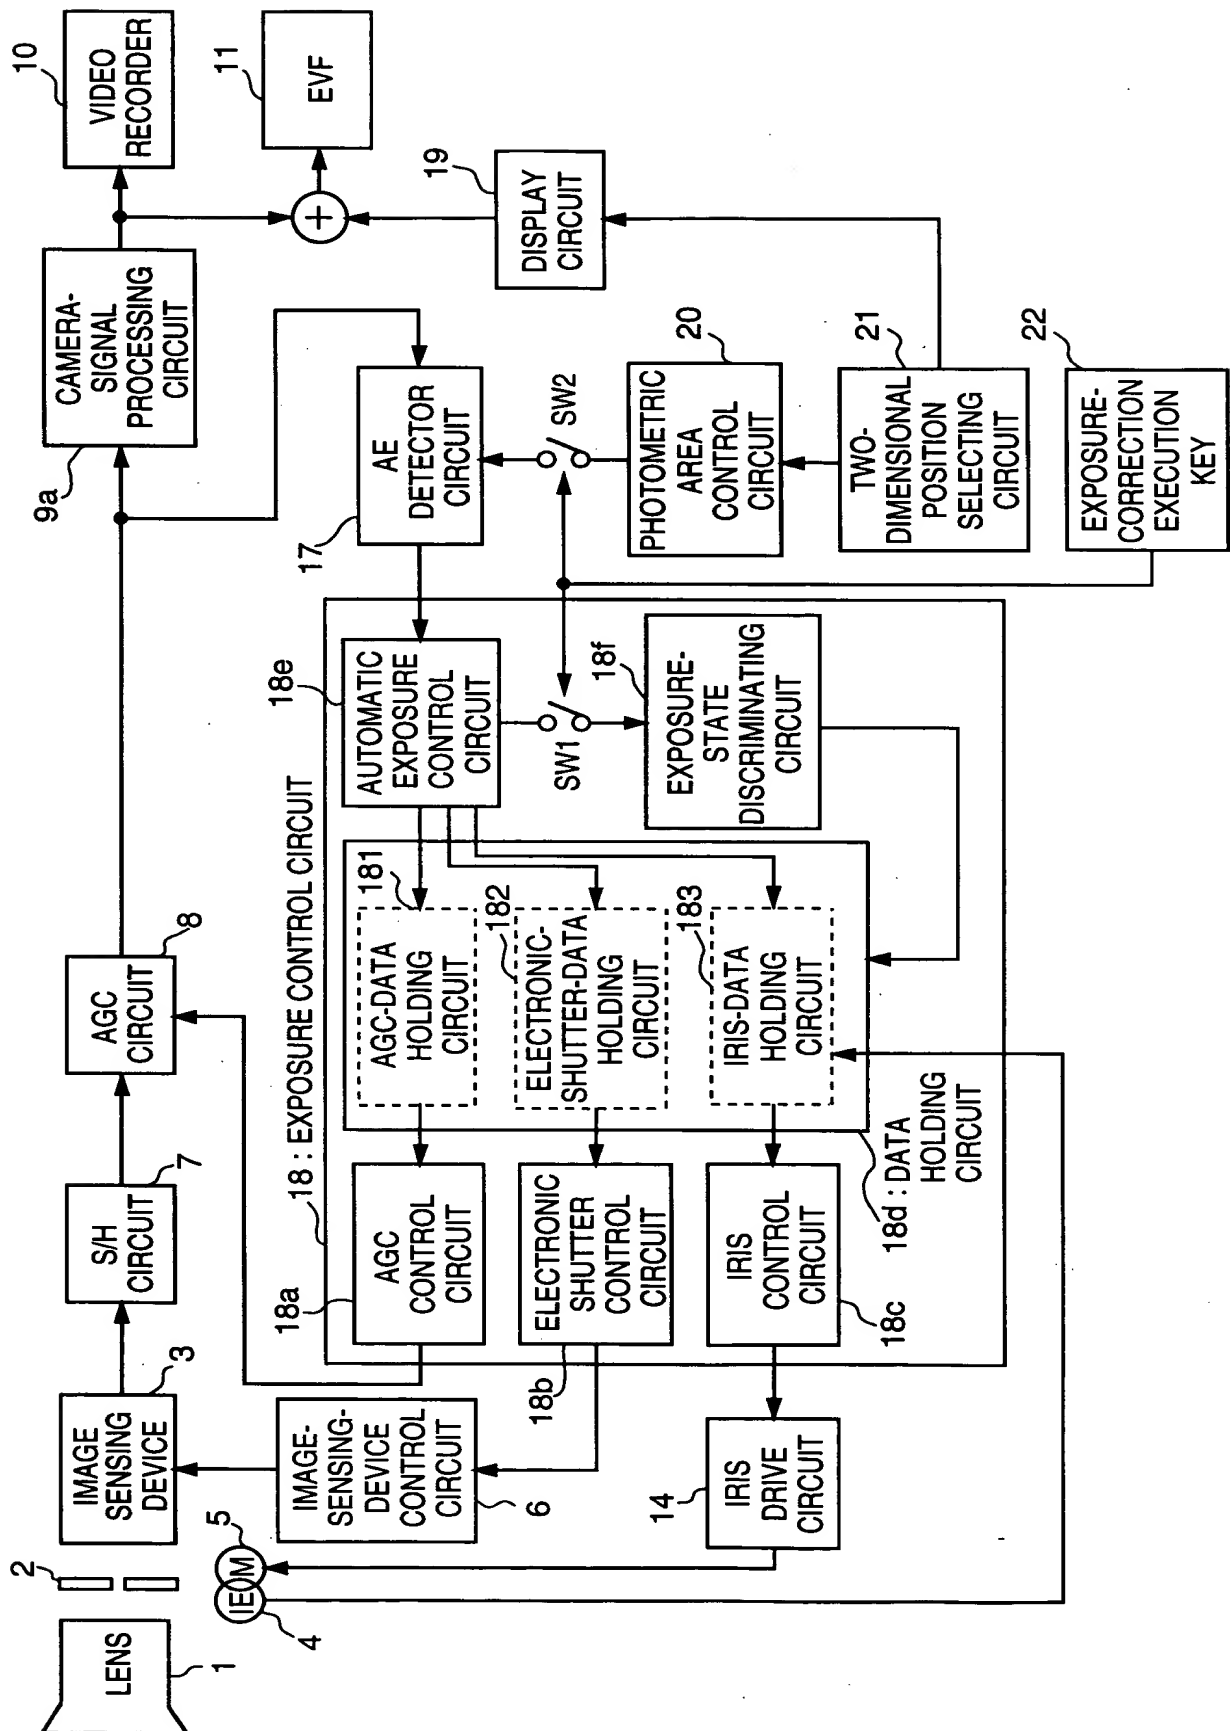 10
VIDEO
RECORDER
11
EVF
CAMERA-
SIGNAL
PROCESSING
CIRCUIT
9a
19
DISPLAY
CIRCUIT
8
AGC
CIRCUIT
7
S/H
CIRCUIT
3
IMAGE
SENSING
DEVICE
2
LENS
1
5
M
IE
4
IMAGE-
SENSING-
DEVICE
CONTROL
CIRCUIT
6
14
IRIS
DRIVE
CIRCUIT
18 : EXPOSURE CONTROL CIRCUIT
18a
AGC
CONTROL
CIRCUIT
18b
ELECTRONIC
SHUTTER
CONTROL
CIRCUIT
IRIS
CONTROL
CIRCUIT
18c
181
AGC-DATA
HOLDING
CIRCUIT
182
ELECTRONIC-
SHUTTER-DATA
HOLDING
CIRCUIT
183
IRIS-DATA
HOLDING
CIRCUIT
18d : DATA
HOLDING
CIRCUIT
18e
AUTOMATIC
EXPOSURE
CONTROL
CIRCUIT
SW1
18f
EXPOSURE-
STATE
DISCRIMINATING
CIRCUIT
17
AE
DETECTOR
CIRCUIT
SW2
20
PHOTOMETRIC
AREA
CONTROL
CIRCUIT
21
TWO-
DIMENSIONAL
POSITION
SELECTING
CIRCUIT
22
EXPOSURE-
CORRECTION
EXECUTION
KEY